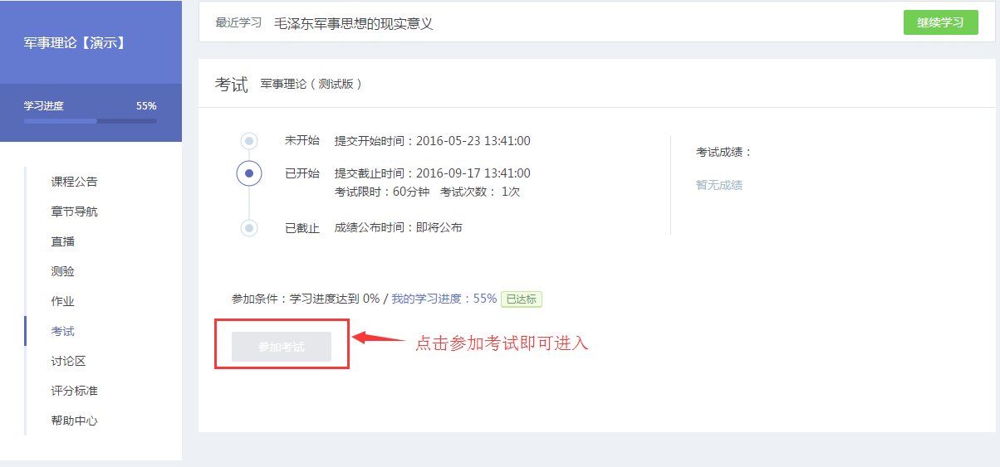 军事理论【演示】
学习进度 55%
课程公告
章节导航
直播
测验
作业
考试
讨论区
评分标准
帮助中心
最近学习 毛泽东军事思想的现实意义 继续学习
考试 军事理论（测试版）
未开始 提交开始时间：2016-05-23 13:41:00
已开始 提交截止时间：2016-09-17 13:41:00
考试限时：60分钟 考试次数： 1次
已截止 成绩公布时间：即将公布
考试成绩：
暂无成绩
参加条件：学习进度达到 0% / 我的学习进度：55% 已达标
参加考试
点击参加考试即可进入